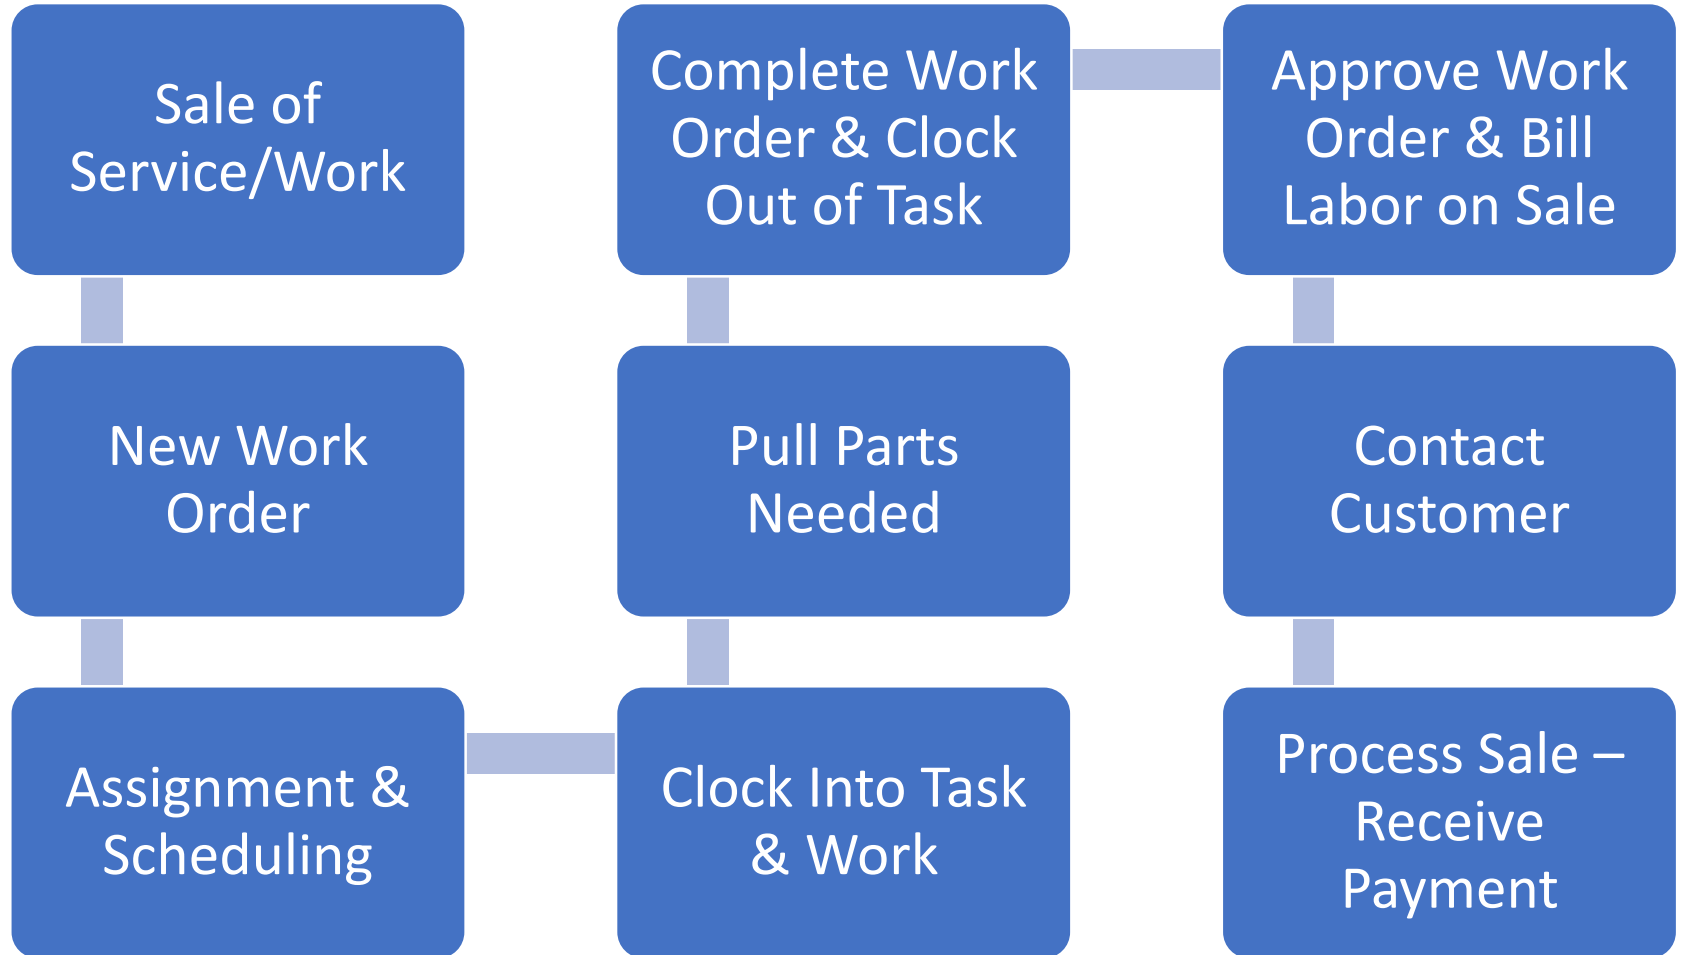 Sale of
Service/Work
New Work
Order
Assignment &
Scheduling
Clock Into Task
& Work
Pull Parts
Needed
Complete Work
Order & Clock
Out of Task
Approve Work
Order & Bill
Labor on Sale
Contact
Customer
Process Sale –
Receive
Payment